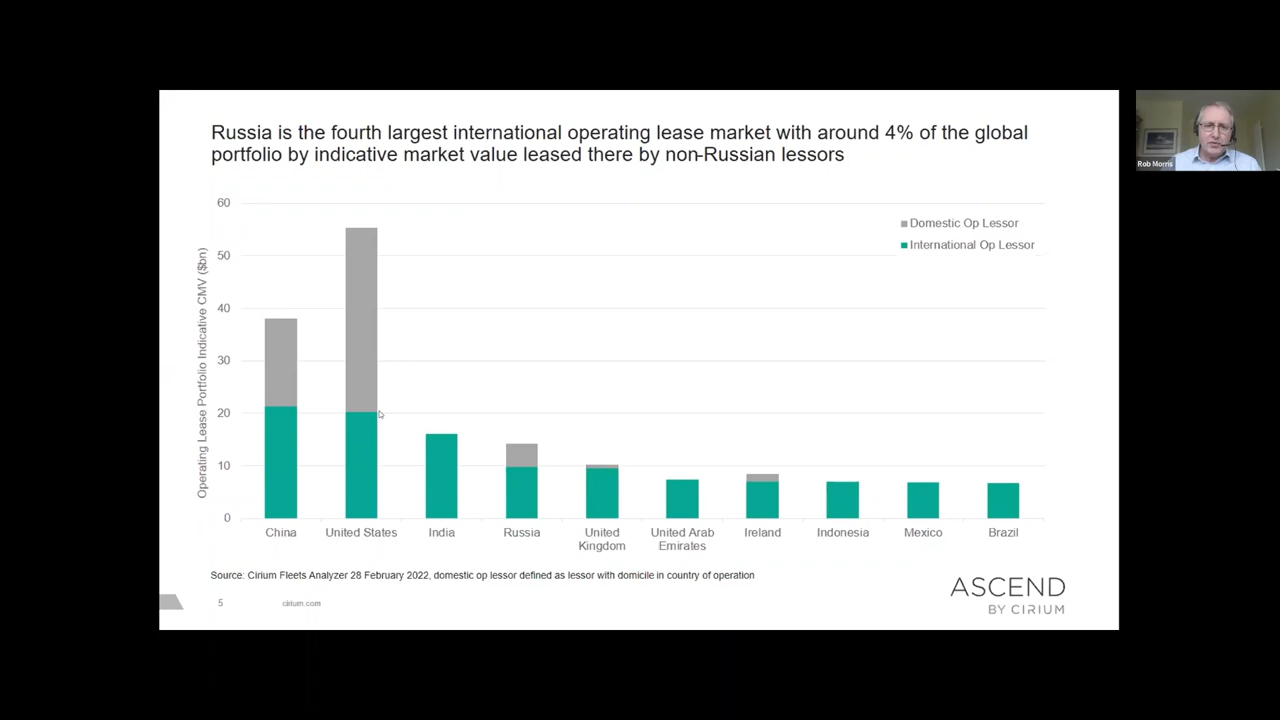 Russia is the fourth largest international operating lease market with around 4% of the global
portfolio by indicative market value leased there by non-Russian lessors
Operating Lease Portfolio Indicative CMV ($bn)
60
50
40
30
20
10
0
Domestic Op Lessor
International Op Lessor
China
United States
India
Russia
United
Kingdom
United Arab
Emirates
Ireland
Indonesia
Mexico
Brazil
Source: Cirium Fleets Analyzer 28 February 2022, domestic op lessor defined as lessor with domicile in country of operation
5
cirium.com
ASCEND
BY CIRIUM
Rob Morris